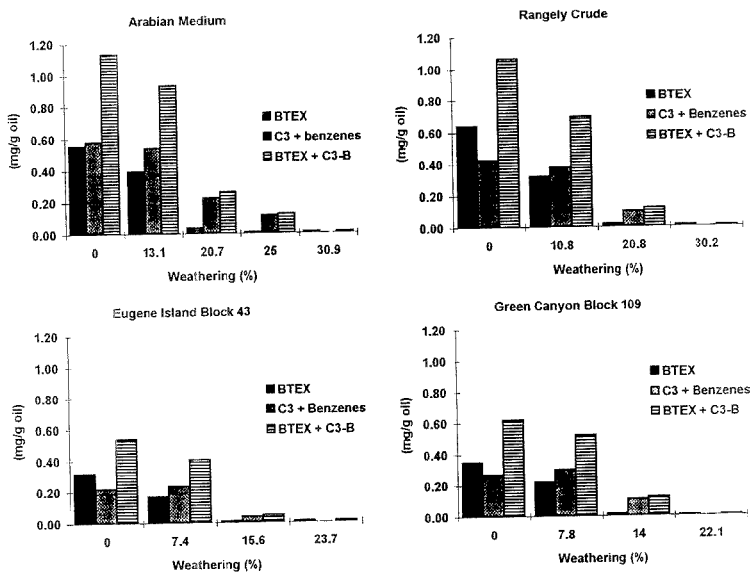 Arabian Medium
1.20
1.00
0.80
0.60
0.40
0.20
0.00
(mg/g oil)
BTEX
C3 + benzenes
BTEX + C3-B
0 13.1 20.7 25 30.9
Weathering (%)
Rangely Crude
1.20
1.00
0.80
0.60
0.40
0.20
0.00
(mg/g oil)
BTEX
C3 + Benzenes
BTEX + C3-B
0 10.8 20.8 30.2
Weathering (%)
Eugene Island Block 43
1.20
1.00
0.80
0.60
0.40
0.20
0.00
(mg/g oil)
BTEX
C3 + Benzenes
BTEX + C3-B
0 7.4 15.6 23.7
Weathering (%)
Green Canyon Block 109
1.20
1.00
0.80
0.60
0.40
0.20
0.00
(mg/g oil)
BTEX
C3 + Benzenes
BTEX + C3-B
0 7.8 14 22.1
Weathering (%)